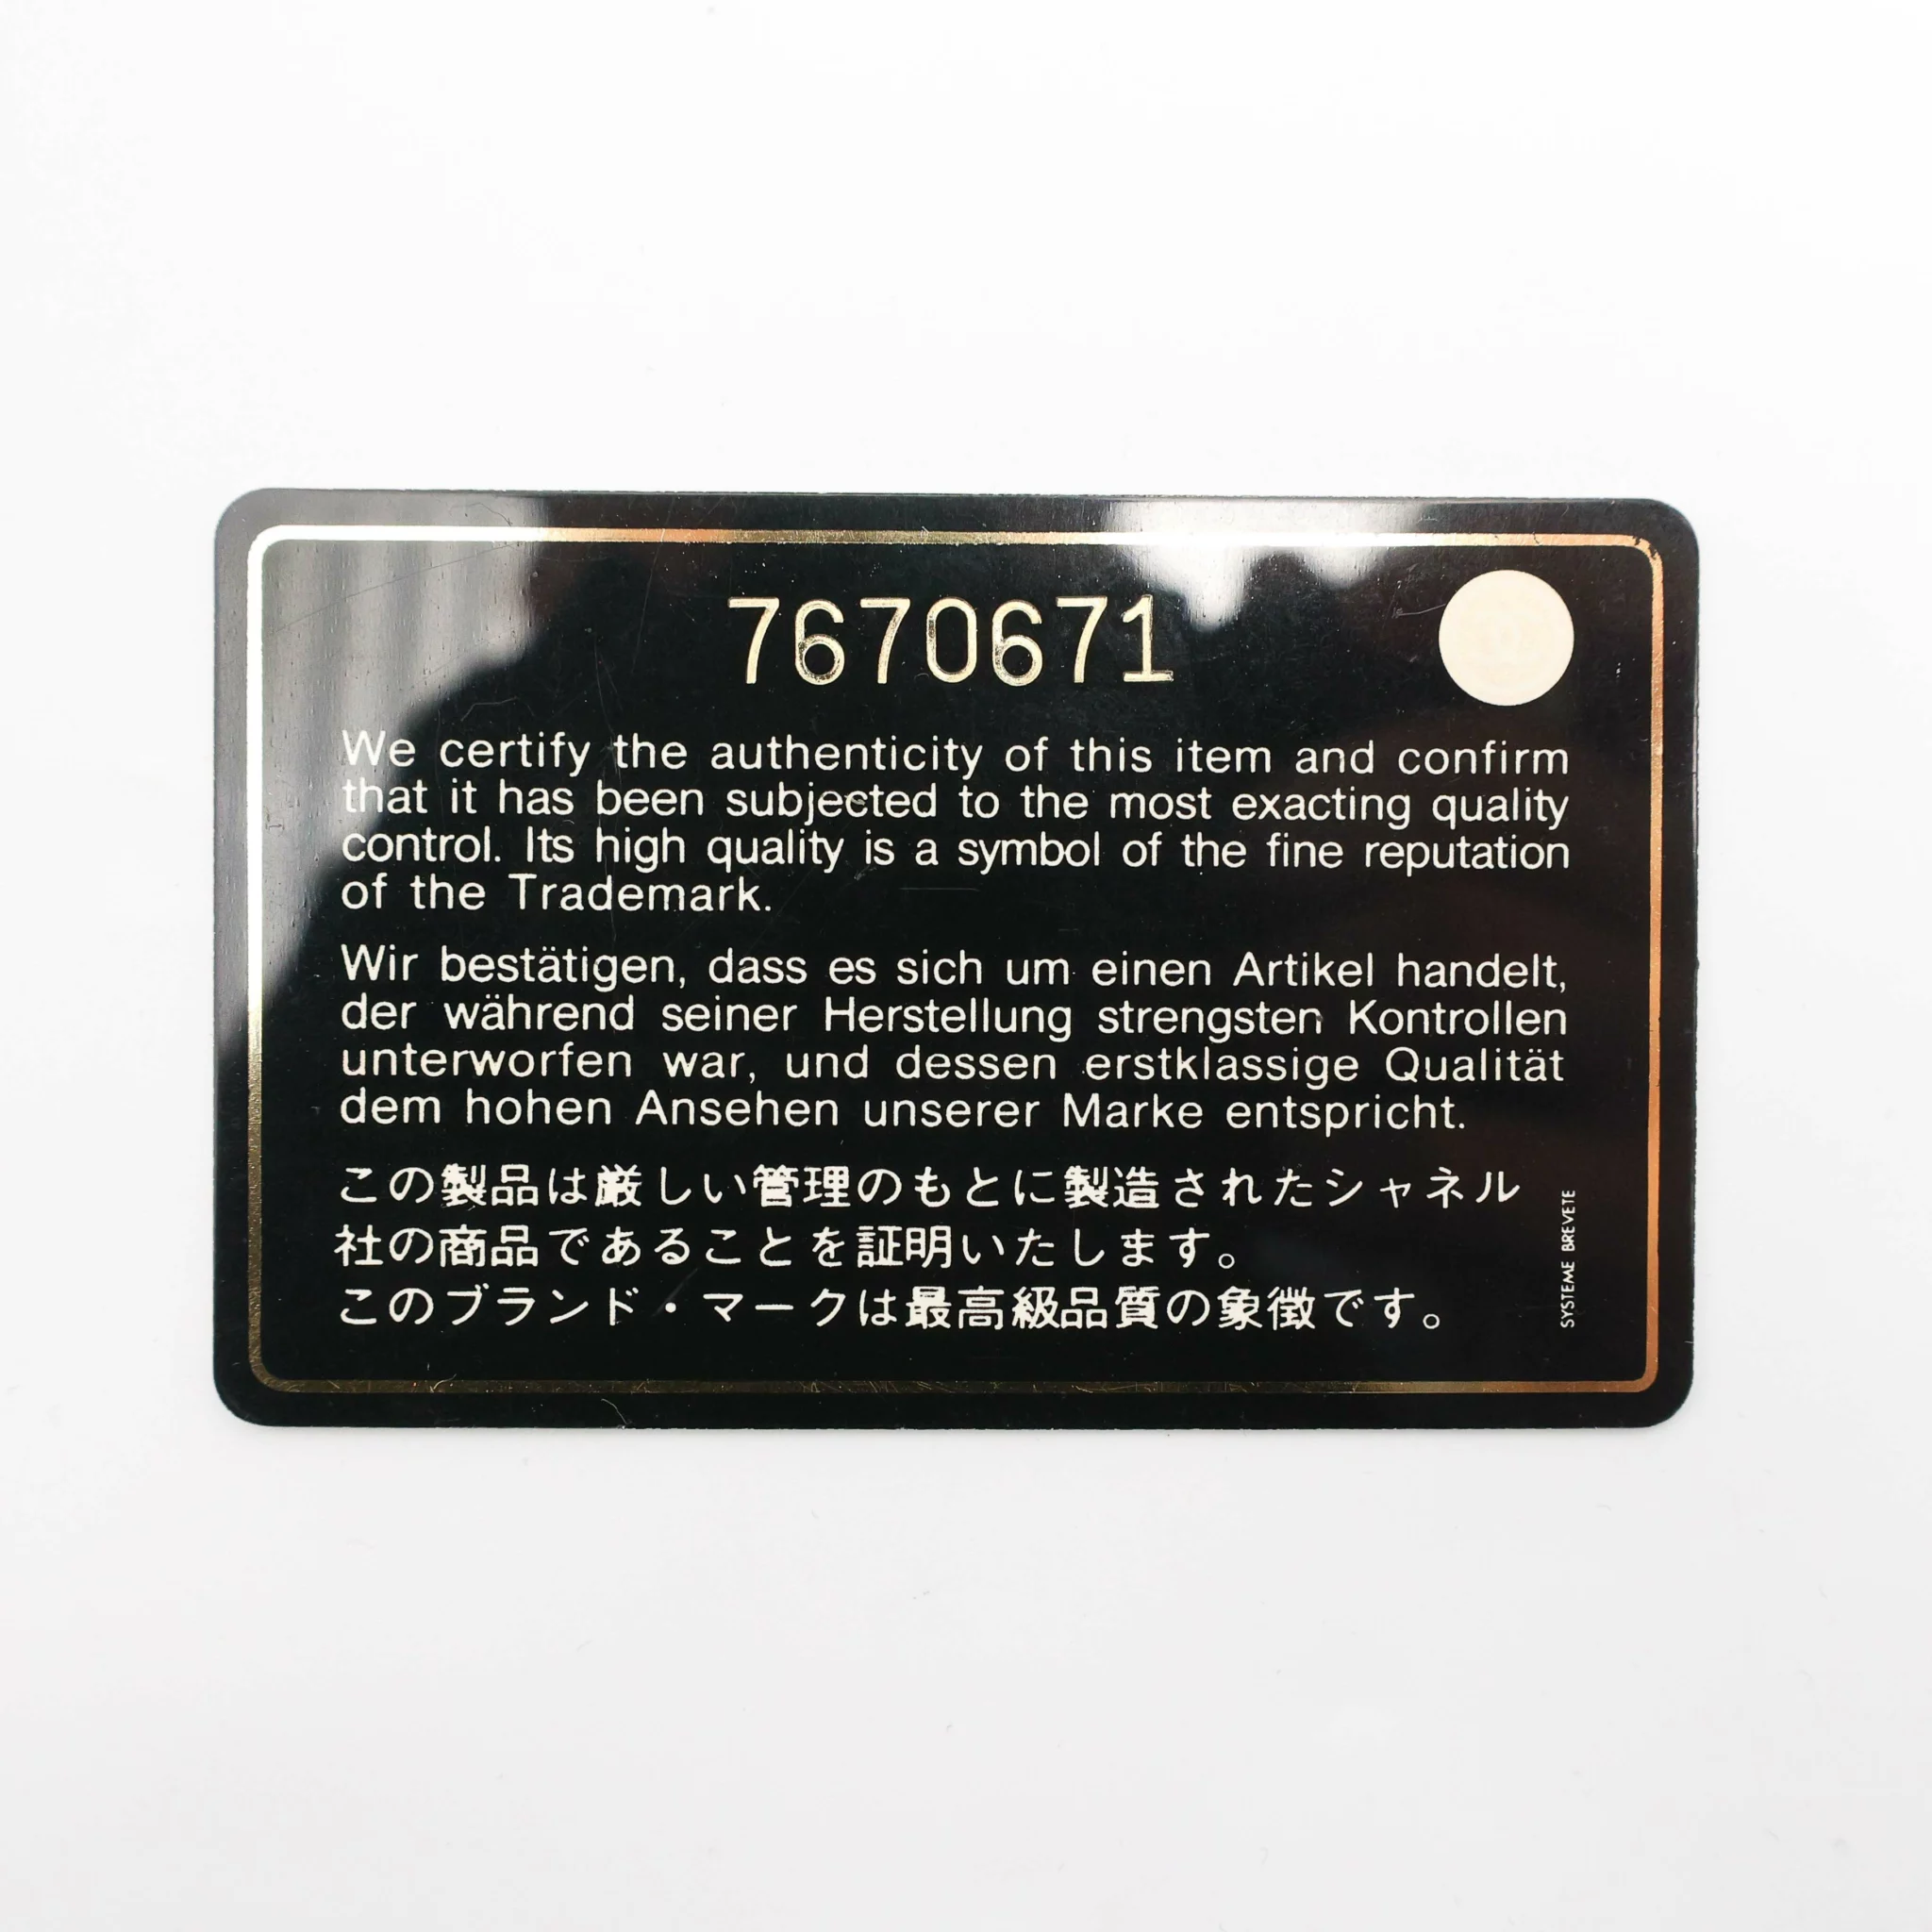 7670671
We certify the authenticity of this item and confirm
that it has been subjected to the most exacting quality
control. Its high quality is a symbol of the fine reputation
of the Trademark.
Wir bestätigen, dass es sich um einen Artikel handelt,
der während seiner Herstellung strengsten Kontrollen
unterworfen war, und dessen erstklassige Qualität
dem hohen Ansehen unserer Marke entspricht.
この製品は厳しい管理のもとに製造されたシャネル
社の商品であることを証明いたします。
このブランド・マークは最高級品質の象徴です。
SYSTEME BREVETE